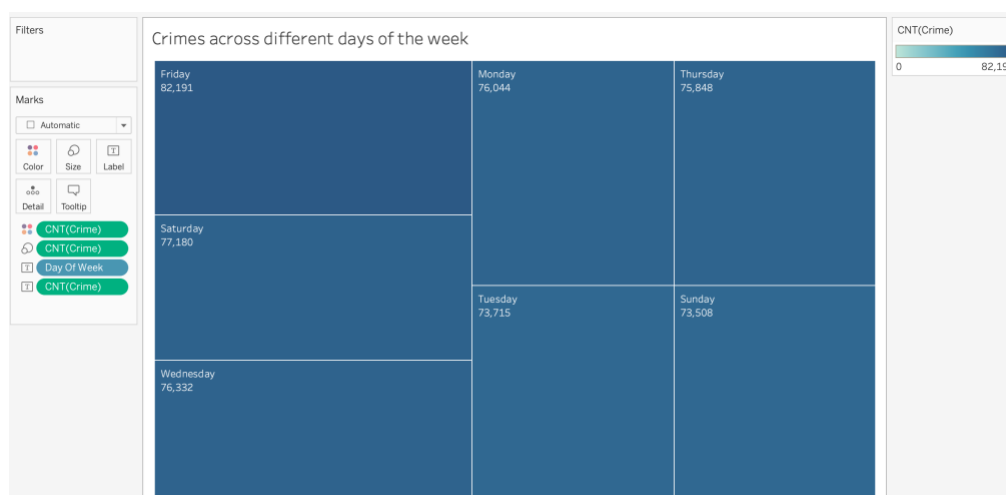 Filters
Marks
Automatic
Color
Size
Label
Detail
Tooltip
CNT(Crime)
CNT(Crime)
Day Of Week
CNT(Crime)
Crimes across different days of the week
Friday
82,191
Saturday
77,180
Wednesday
76,332
Monday
76,044
Tuesday
73,715
Thursday
75,848
Sunday
73,508
CNT(Crime)
0
82,19